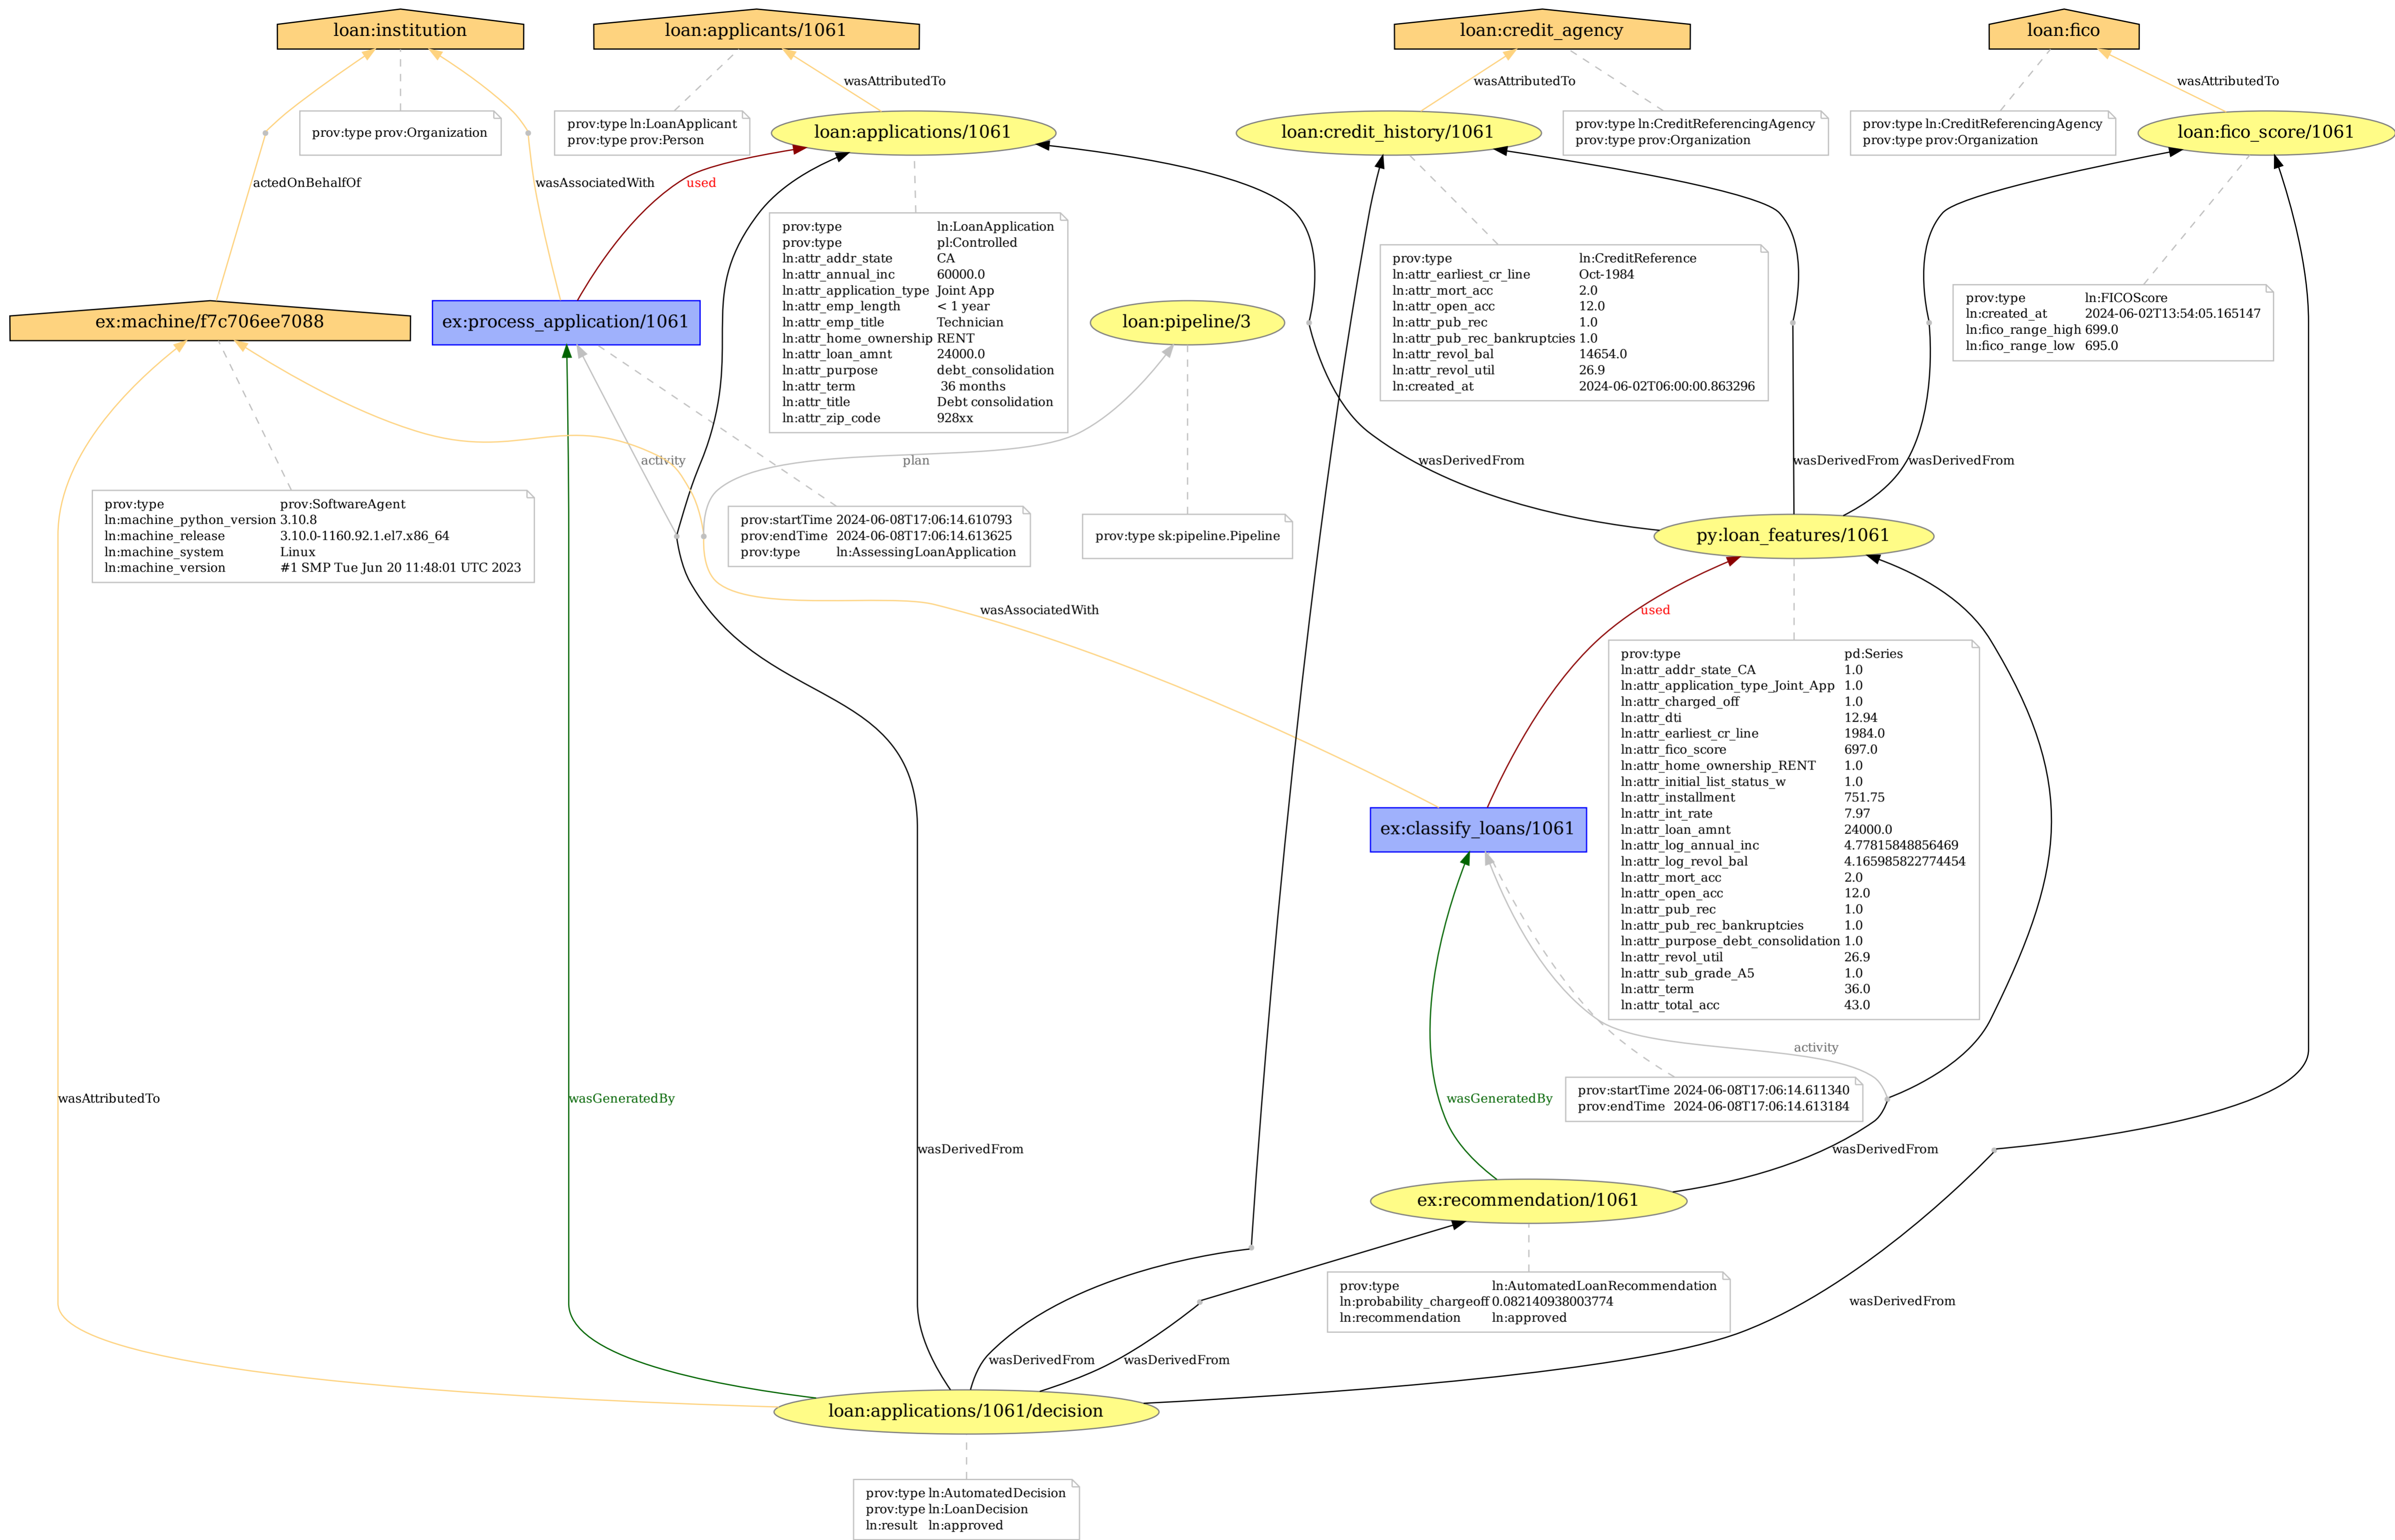 loan:institution
loan:applicants/1061
loan:credit_agency
loan:fico
wasAttributedTo
wasAttributedTo
wasAttributedTo
prov:type prov:Organization
prov:type ln:LoanApplicant
prov:type prov:Person
loan:applications/1061
loan:credit_history/1061
prov:type ln:CreditReferencingAgency
prov:type prov:Organization
prov:type ln:CreditReferencingAgency
prov:type prov:Organization
loan:fico_score/1061
actedOnBehalfOf
wasAssociatedWith
used
prov:type ln:LoanApplication
prov:type pl:Controlled
ln:attr_addr_state CA
ln:attr_annual_inc 60000.0
ln:attr_application_type Joint App
ln:attr_emp_length < 1 year
ln:attr_emp_title Technician
ln:attr_home_ownership RENT
ln:attr_loan_amnt 24000.0
ln:attr_purpose debt_consolidation
ln:attr_term 36 months
ln:attr_title Debt consolidation
ln:attr_zip_code 928xx
prov:type ln:CreditReference
ln:attr_earliest_cr_line Oct-1984
ln:attr_mort_acc 2.0
ln:attr_open_acc 12.0
ln:attr_pub_rec 1.0
ln:attr_pub_rec_bankruptcies 1.0
ln:attr_revol_bal 14654.0
ln:attr_revol_util 26.9
ln:created_at 2024-06-02T06:00:00.863296
prov:type ln:FICOScore
ln:created_at 2024-06-02T13:54:05.165147
ln:fico_range_high 699.0
ln:fico_range_low 695.0
ex:machine/f7c706ee7088
ex:process_application/1061
loan:pipeline/3
activity
plan
wasDerivedFrom
wasDerivedFrom
wasDerivedFrom
prov:type prov:SoftwareAgent
ln:machine_python_version 3.10.8
ln:machine_release 3.10.0-1160.92.1.el7.x86_64
ln:machine_system Linux
ln:machine_version #1 SMP Tue Jun 20 11:48:01 UTC 2023
prov:startTime 2024-06-08T17:06:14.610793
prov:endTime 2024-06-08T17:06:14.613625
prov:type ln:AssessingLoanApplication
prov:type sk:pipeline.Pipeline
py:loan_features/1061
wasAssociatedWith
used
prov:type pd:Series
ln:attr_addr_state_CA 1.0
ln:attr_application_type_Joint_App 1.0
ln:attr_charged_off 1.0
ln:attr_dti 12.94
ln:attr_earliest_cr_line 1984.0
ln:attr_fico_score 697.0
ln:attr_home_ownership_RENT 1.0
ln:attr_initial_list_status_w 1.0
ln:attr_installment 751.75
ln:attr_int_rate 7.97
ln:attr_loan_amnt 24000.0
ln:attr_log_annual_inc 4.77815848856469
ln:attr_log_revol_bal 4.165985822774454
ln:attr_mort_acc 2.0
ln:attr_open_acc 12.0
ln:attr_pub_rec 1.0
ln:attr_pub_rec_bankruptcies 1.0
ln:attr_purpose_debt_consolidation 1.0
ln:attr_revol_util 26.9
ln:attr_sub_grade_A5 1.0
ln:attr_term 36.0
ln:attr_total_acc 43.0
ex:classify_loans/1061
activity
prov:startTime 2024-06-08T17:06:14.611340
prov:endTime 2024-06-08T17:06:14.613184
wasAttributedTo
wasGeneratedBy
wasGeneratedBy
wasDerivedFrom
wasDerivedFrom
ex:recommendation/1061
prov:type ln:AutomatedLoanRecommendation
ln:probability_chargeoff 0.082140938003774
ln:recommendation ln:approved
wasDerivedFrom
wasDerivedFrom
wasDerivedFrom
loan:applications/1061/decision
prov:type ln:AutomatedDecision
prov:type ln:LoanDecision
ln:result ln:approved